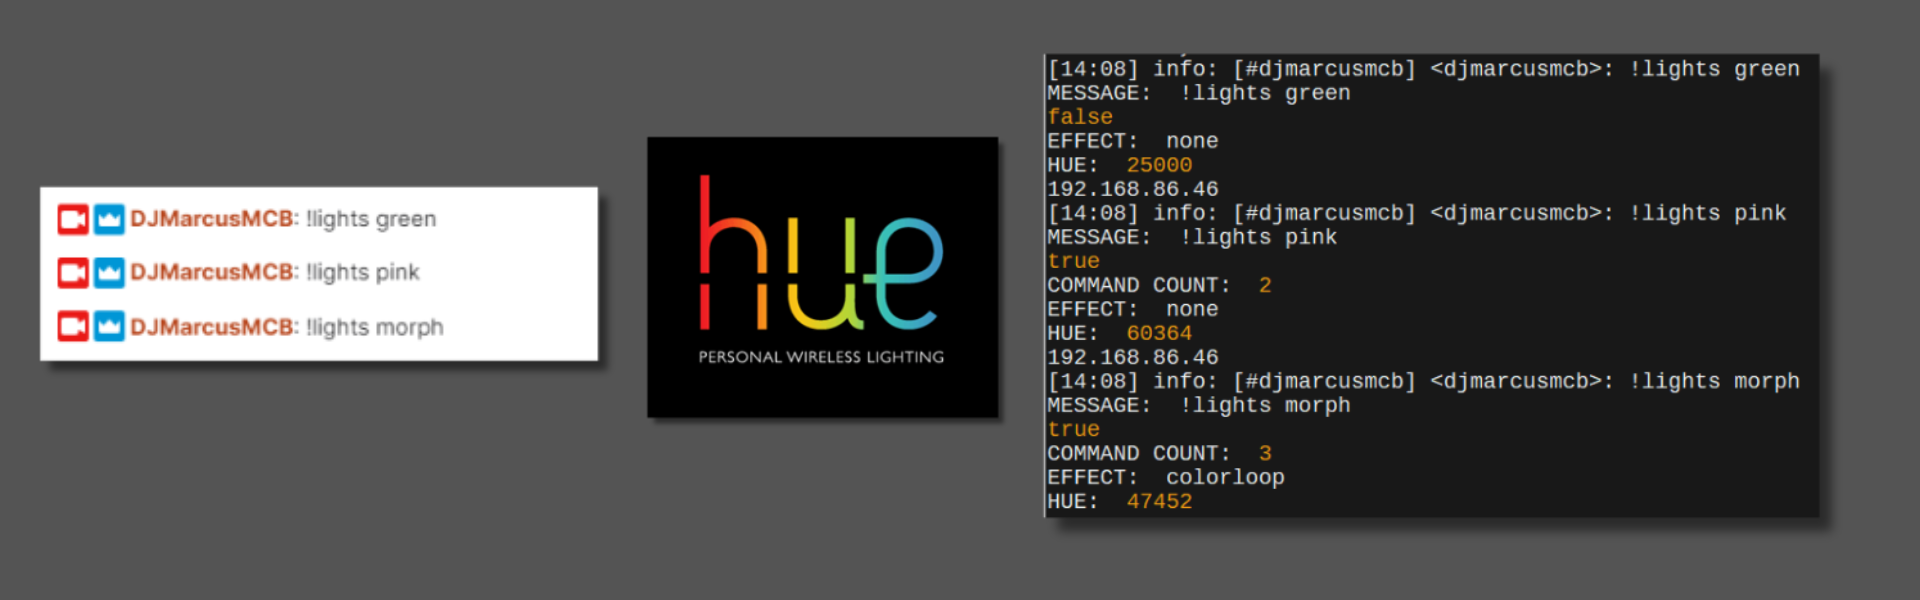 DJMarcusMCB: !lights green
DJMarcusMCB: !lights pink
DJMarcusMCB: !lights morph
hue
PERSONAL WIRELESS LIGHTING
[14:08] info: [#djmarcusmcb] <djmarcusmcb>: !lights green
MESSAGE:  !lights green
false
EFFECT:  none
HUE:  25000
192.168.86.46
[14:08] info: [#djmarcusmcb] <djmarcusmcb>: !lights pink
MESSAGE:  !lights pink
true
COMMAND COUNT:  2
EFFECT:  none
HUE:  60364
192.168.86.46
[14:08] info: [#djmarcusmcb] <djmarcusmcb>: !lights morph
MESSAGE:  !lights morph
true
COMMAND COUNT:  3
EFFECT:  colorloop
HUE:  47452